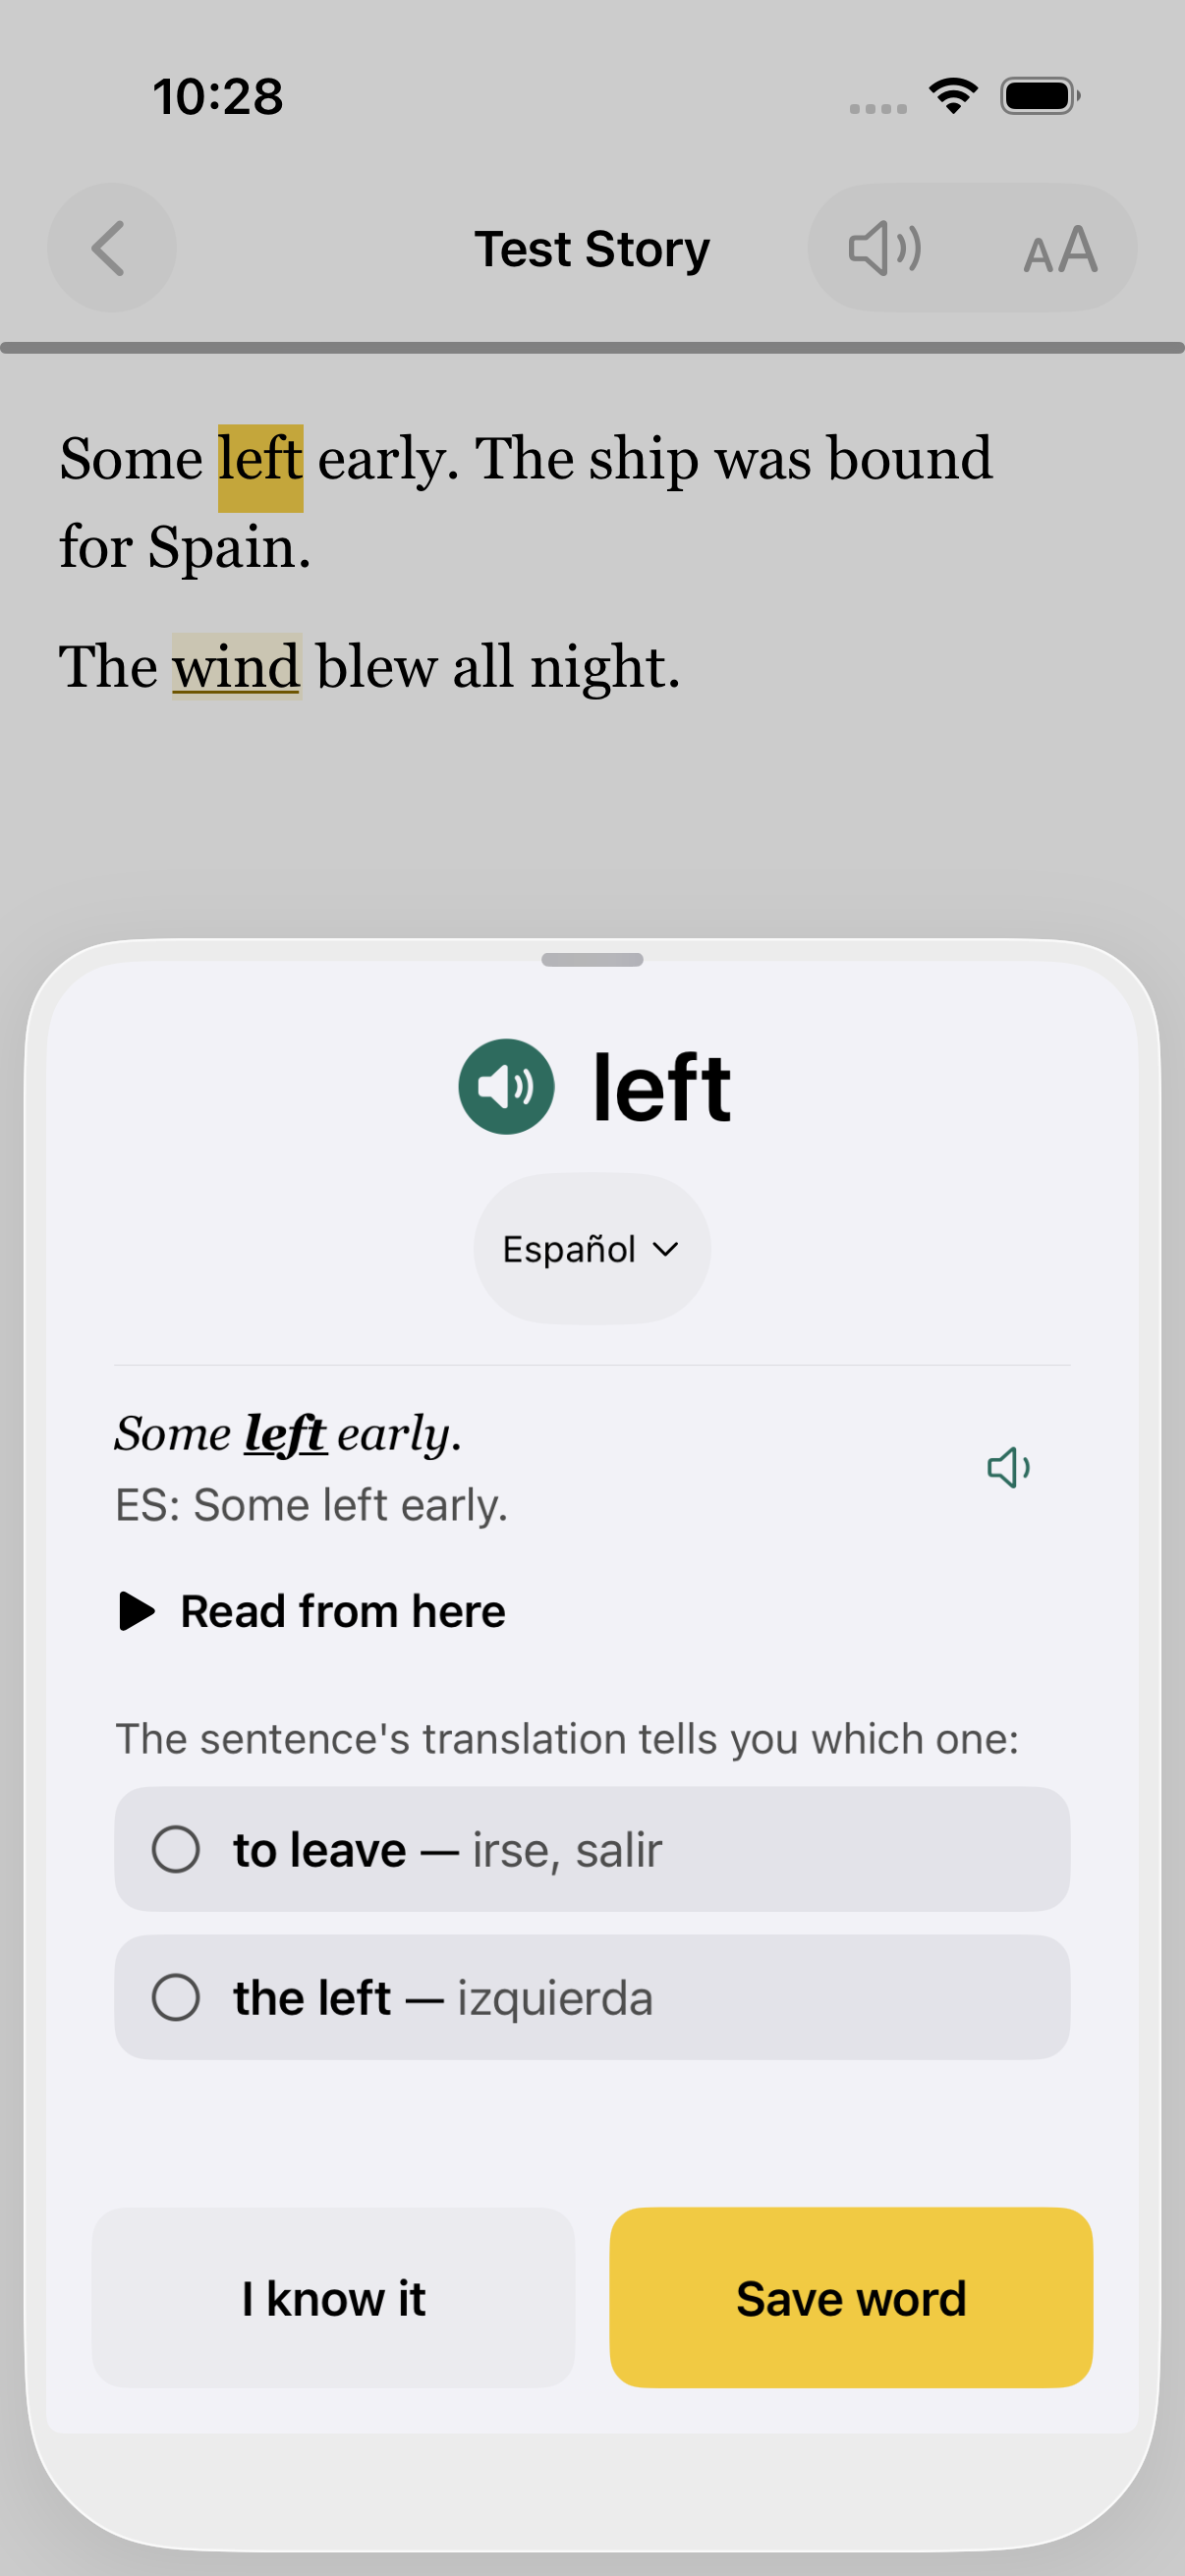 10:28
Test Story
AA
Some left early. The ship was bound
for Spain.
The wind blew all night.
left
Español
Some left early.
ES: Some left early.
Read from here
The sentence's translation tells you which one:
to leave — irse, salir
the left — izquierda
I know it
Save word